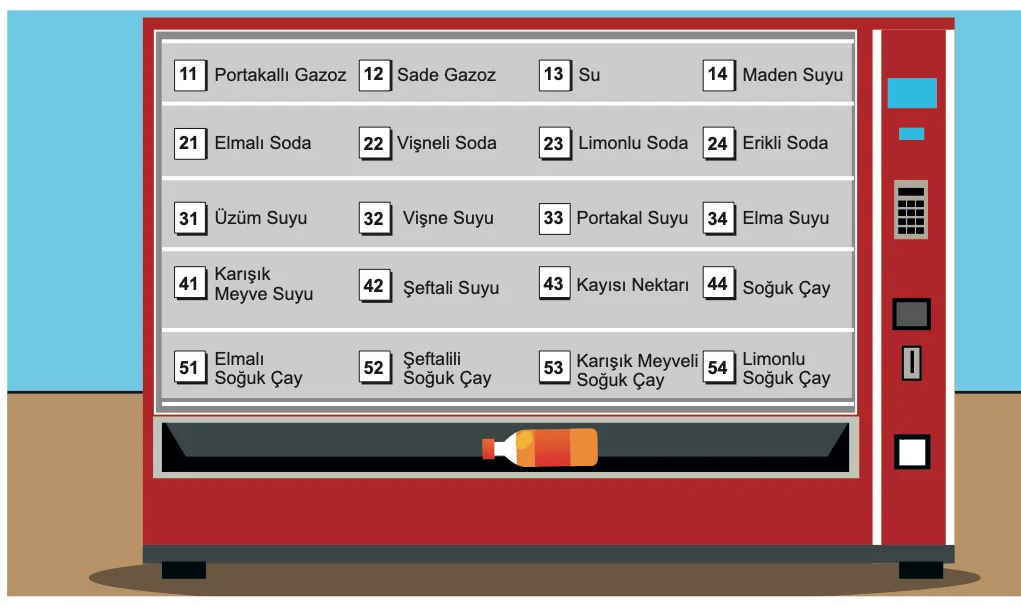 11 Portakallı Gazoz 12 Sade Gazoz 13 Su 14 Maden Suyu
21 Elmalı Soda 22 Vişneli Soda 23 Limonlu Soda 24 Erikli Soda
31 Üzüm Suyu 32 Vişne Suyu 33 Portakal Suyu 34 Elma Suyu
41 Karışık
Meyve Suyu 42 Şeftali Suyu 43 Kayısı Nektarı 44 Soğuk Çay
51 Elmalı
Soğuk Çay 52 Şeftalili
Soğuk Çay 53 Karışık Meyveli
Soğuk Çay 54 Limonlu
Soğuk Çay